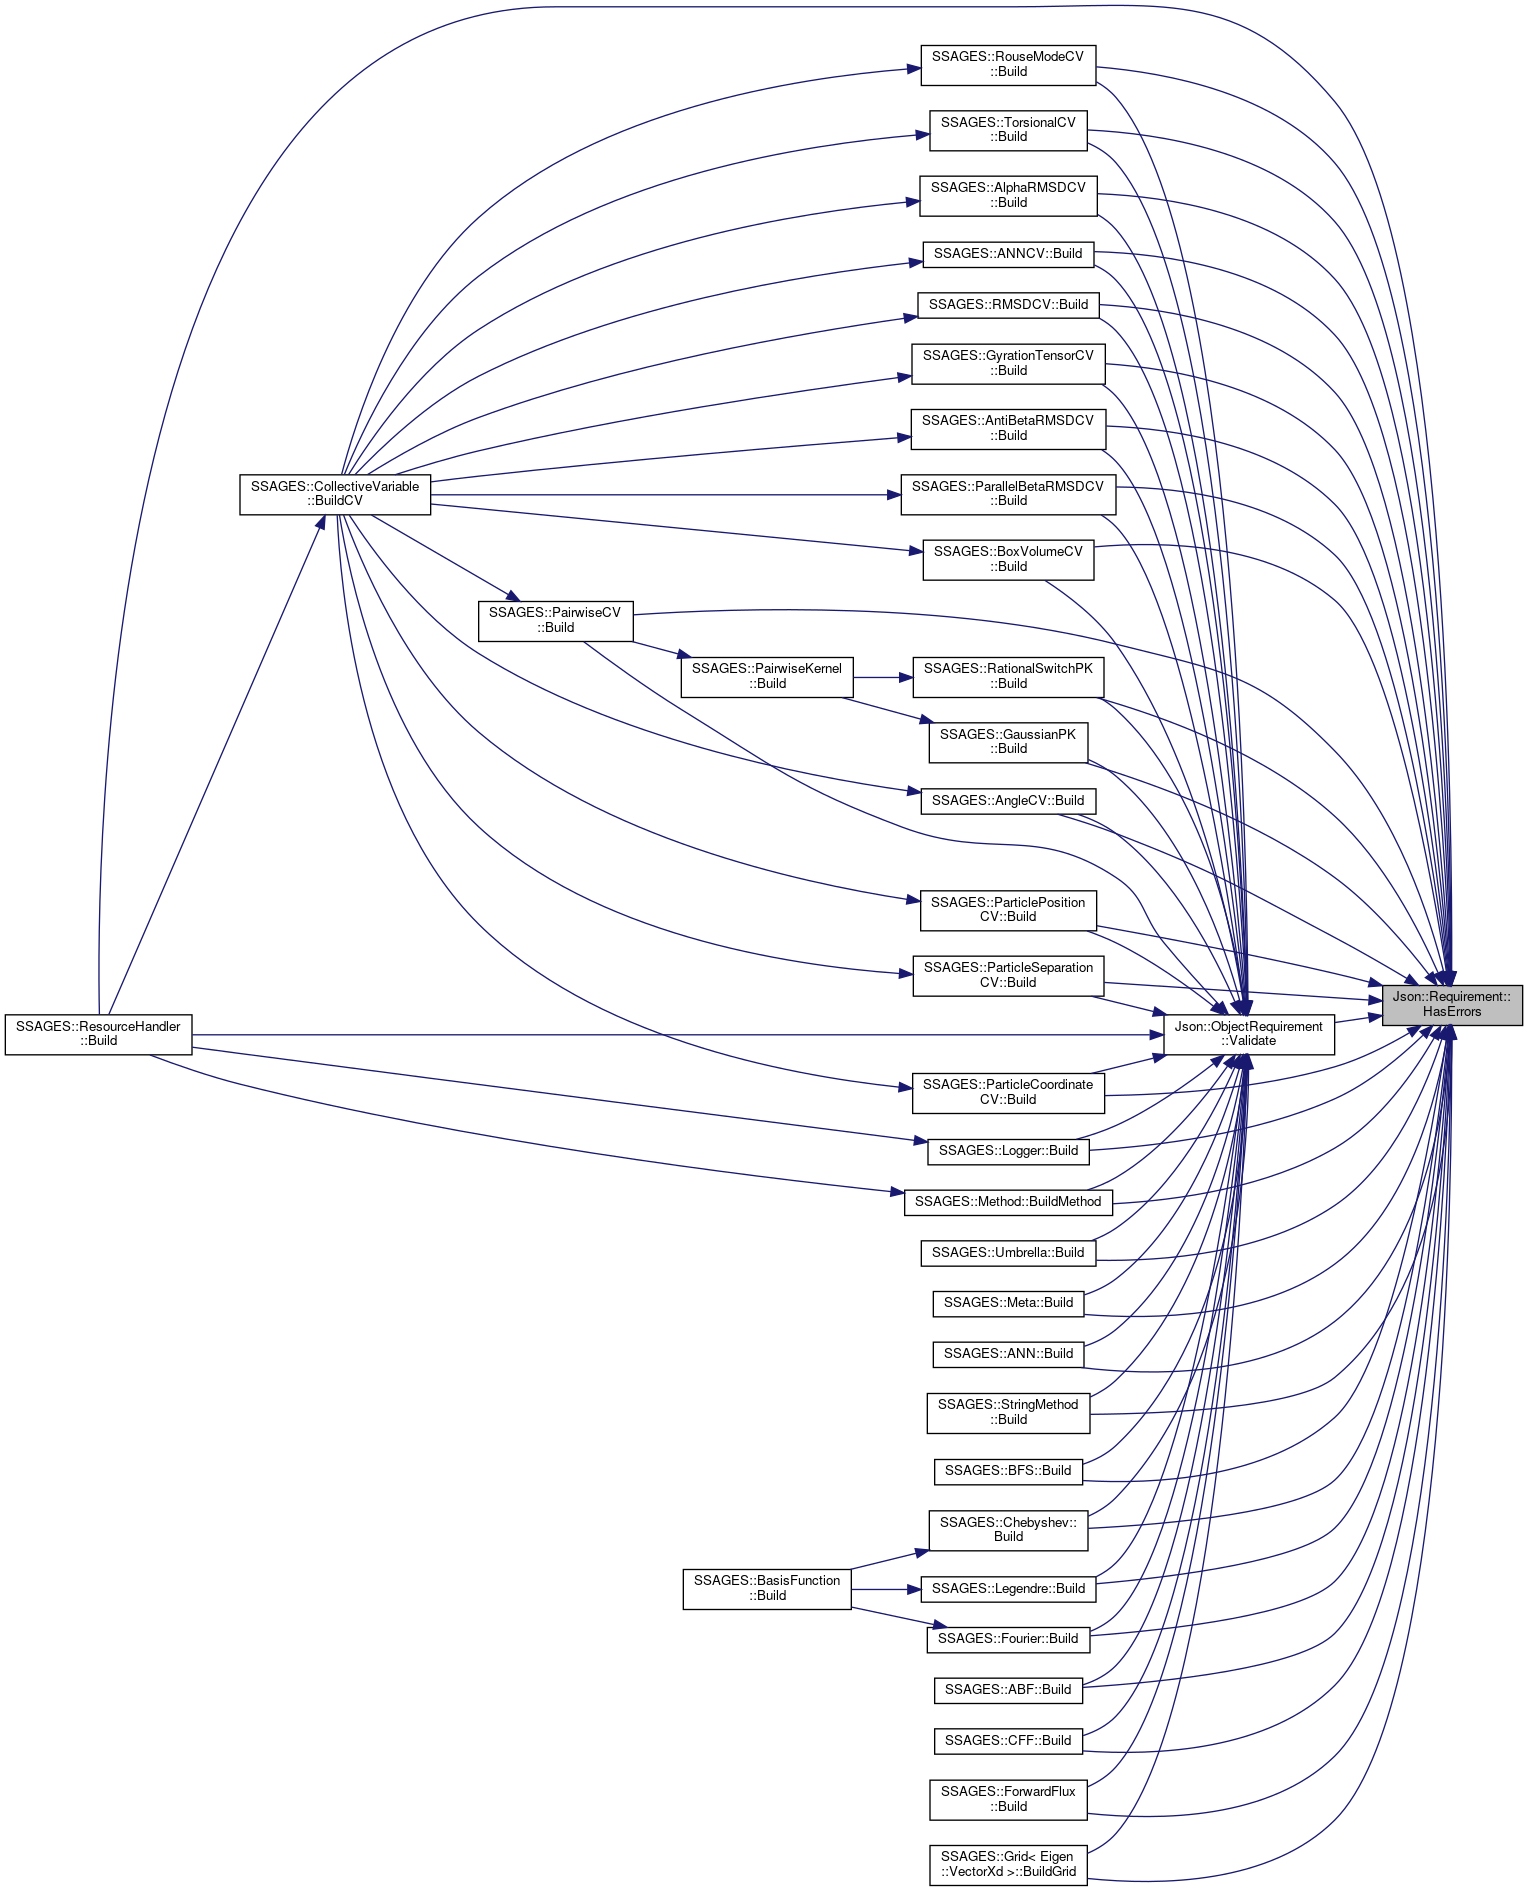 SSAGES::RouseModeCV
::Build
SSAGES::TorsionalCV
::Build
SSAGES::AlphaRMSDCV
::Build
SSAGES::ANNCV::Build
SSAGES::RMSDCV::Build
SSAGES::GyrationTensorCV
::Build
SSAGES::AntiBetaRMSDCV
::Build
SSAGES::CollectiveVariable
::BuildCV
SSAGES::ParallelBetaRMSDCV
::Build
SSAGES::BoxVolumeCV
::Build
SSAGES::PairwiseCV
::Build
SSAGES::PairwiseKernel
::Build
SSAGES::RationalSwitchPK
::Build
SSAGES::GaussianPK
::Build
SSAGES::AngleCV::Build
SSAGES::ParticlePosition
CV::Build
SSAGES::ParticleSeparation
CV::Build
Json::Requirement::
HasErrors
SSAGES::ResourceHandler
::Build
Json::ObjectRequirement
::Validate
SSAGES::ParticleCoordinate
CV::Build
SSAGES::Logger::Build
SSAGES::Method::BuildMethod
SSAGES::Umbrella::Build
SSAGES::Meta::Build
SSAGES::ANN::Build
SSAGES::StringMethod
::Build
SSAGES::BFS::Build
SSAGES::Chebyshev::
Build
SSAGES::BasisFunction
::Build
SSAGES::Legendre::Build
SSAGES::Fourier::Build
SSAGES::ABF::Build
SSAGES::CFF::Build
SSAGES::ForwardFlux
::Build
SSAGES::Grid< Eigen
::VectorXd >::BuildGrid